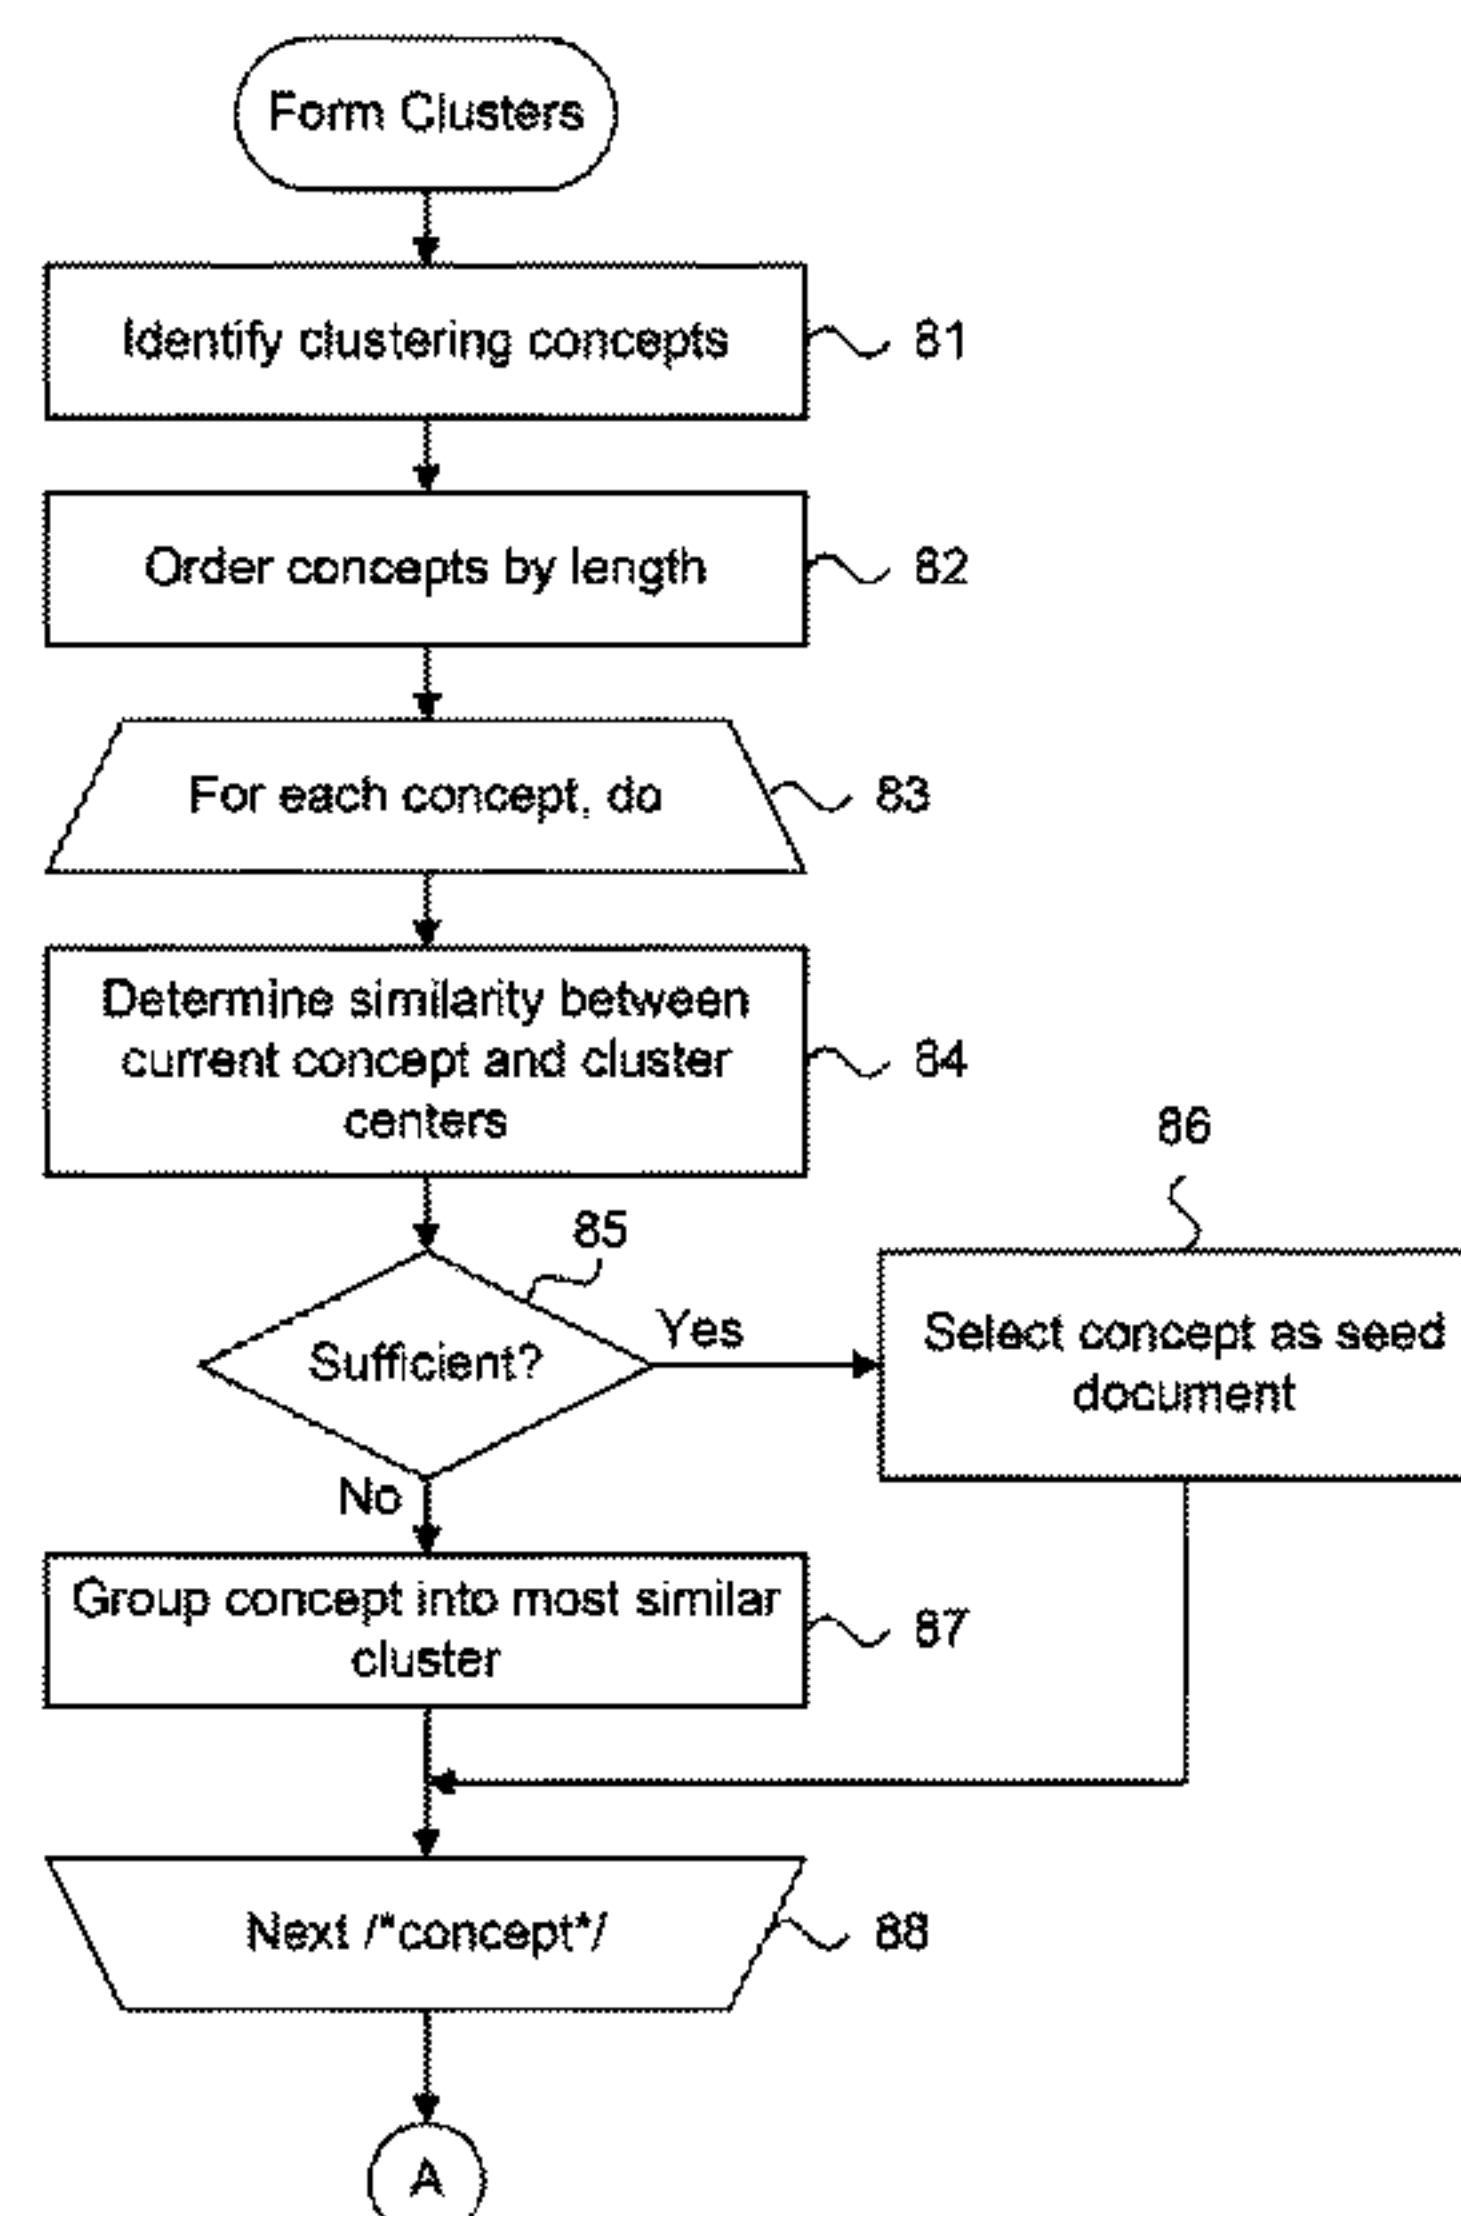 Form Clusters
Identify clustering concepts
81
Order concepts by length
82
For each concept, do
83
Determine similarity between
current concept and cluster
centers
84
85
86
Sufficient?
Yes
Select concept as seed
document
No
Group concept into most similar
cluster
87
Next /*concept*/
88
A